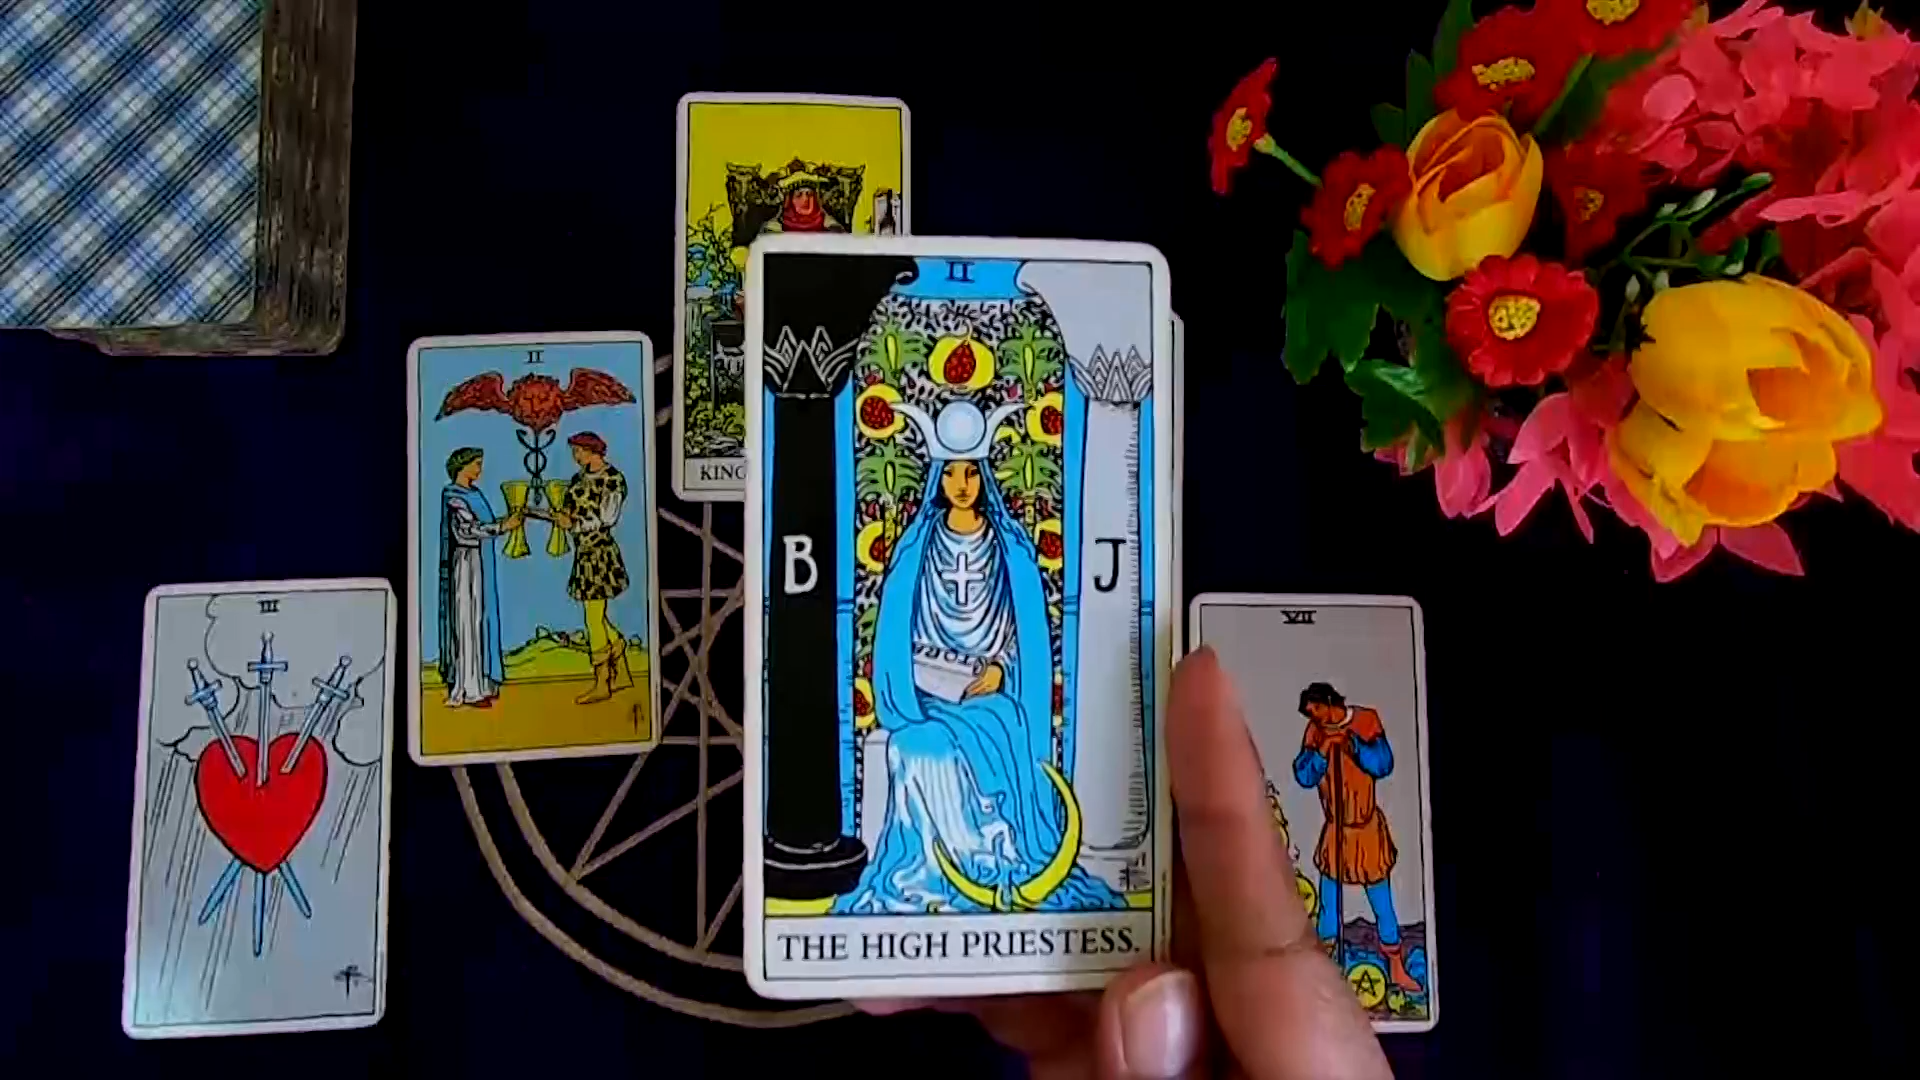 II
II
KING
B
J
TORA
III
VII
THE HIGH PRIESTESS.